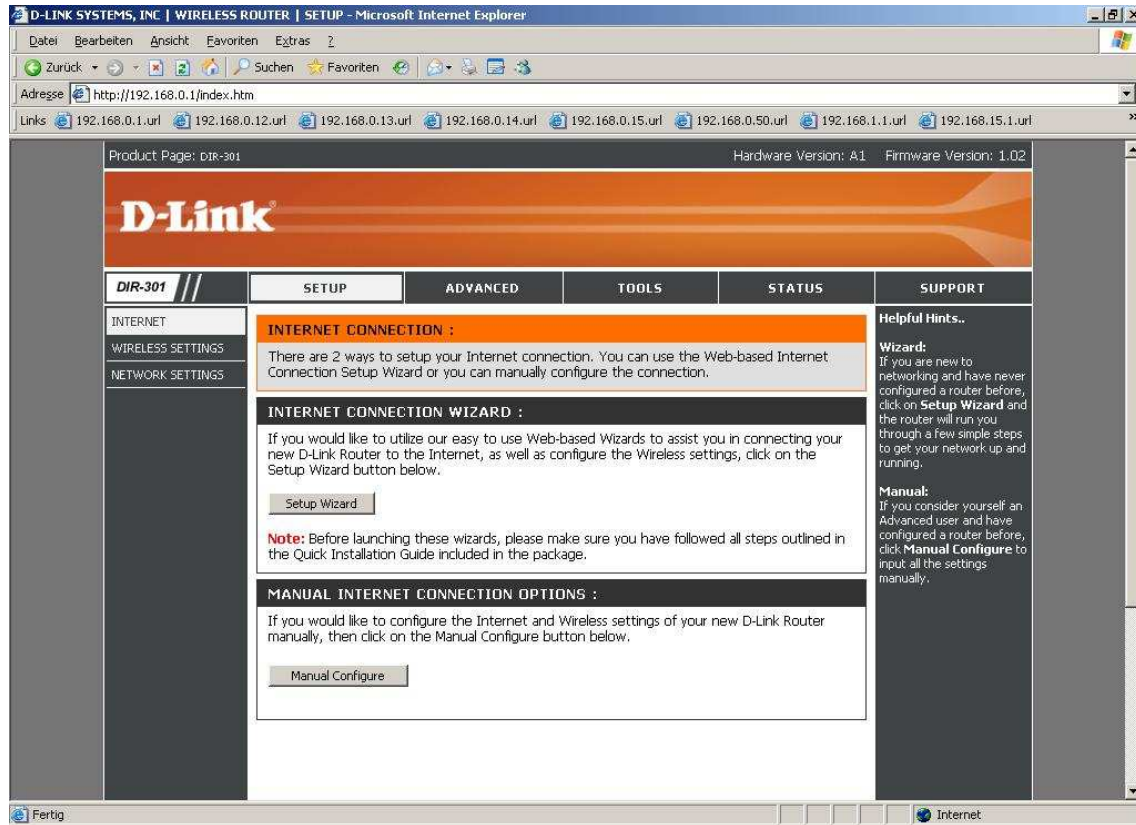 D-LINK SYSTEMS, INC | WIRELESS ROUTER | SETUP - Microsoft Internet Explorer
Datei Bearbeiten Ansicht Favoriten Extras ?
Zurück Suchen Favoriten
Adresse http://192.168.0.1/index.htm
Links 192.168.0.1.url 192.168.0.12.url 192.168.0.13.url 192.168.0.14.url 192.168.0.15.url 192.168.0.50.url 192.168.1.1.url 192.168.15.1.url »
Product Page: DIR-301 Hardware Version: A1 Firmware Version: 1.02
D-Link®
DIR-301 SETUP ADVANCED TOOLS STATUS SUPPORT
INTERNET
WIRELESS SETTINGS
NETWORK SETTINGS
INTERNET CONNECTION :
There are 2 ways to setup your Internet connection. You can use the Web-based Internet
Connection Setup Wizard or you can manually configure the connection.
INTERNET CONNECTION WIZARD :
If you would like to utilize our easy to use Web-based Wizards to assist you in connecting your
new D-Link Router to the Internet, as well as configure the Wireless settings, click on the
Setup Wizard button below.
Setup Wizard
Note: Before launching these wizards, please make sure you have followed all steps outlined in
the Quick Installation Guide included in the package.
MANUAL INTERNET CONNECTION OPTIONS :
If you would like to configure the Internet and Wireless settings of your new D-Link Router
manually, then click on the Manual Configure button below.
Manual Configure
Helpful Hints..
Wizard:
If you are new to
networking and have never
configured a router before,
click on Setup Wizard and
the router will run you
through a few simple steps
to get your network up and
running.
Manual:
If you consider yourself an
Advanced user and have
configured a router before,
click Manual Configure to
input all the settings
manually.
Fertig Internet